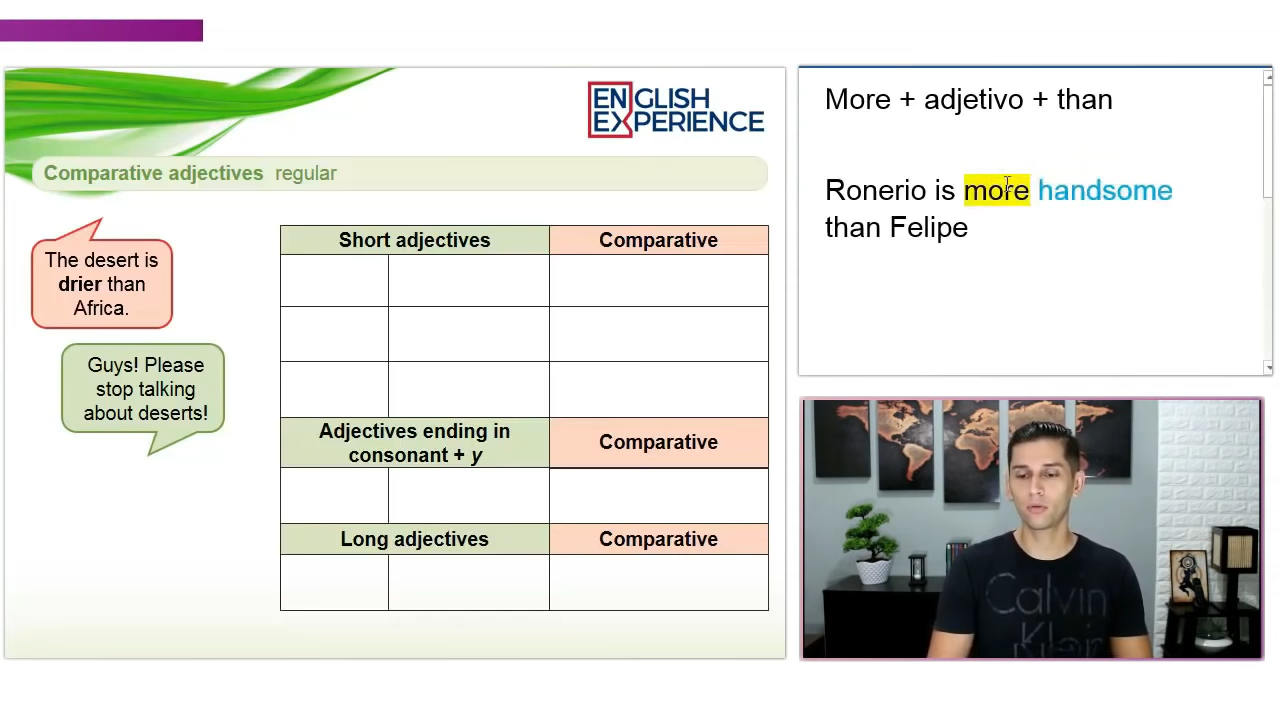 ENGLISH
EXPERIENCE
Comparative adjectives regular
The desert is
drier than
Africa.
Guys! Please
stop talking
about deserts!
Short adjectives Comparative
Adjectives ending in
consonant + y
Comparative
Long adjectives Comparative
More + adjetivo + than
Ronerio is more handsome
than Felipe
Calvin
Klein